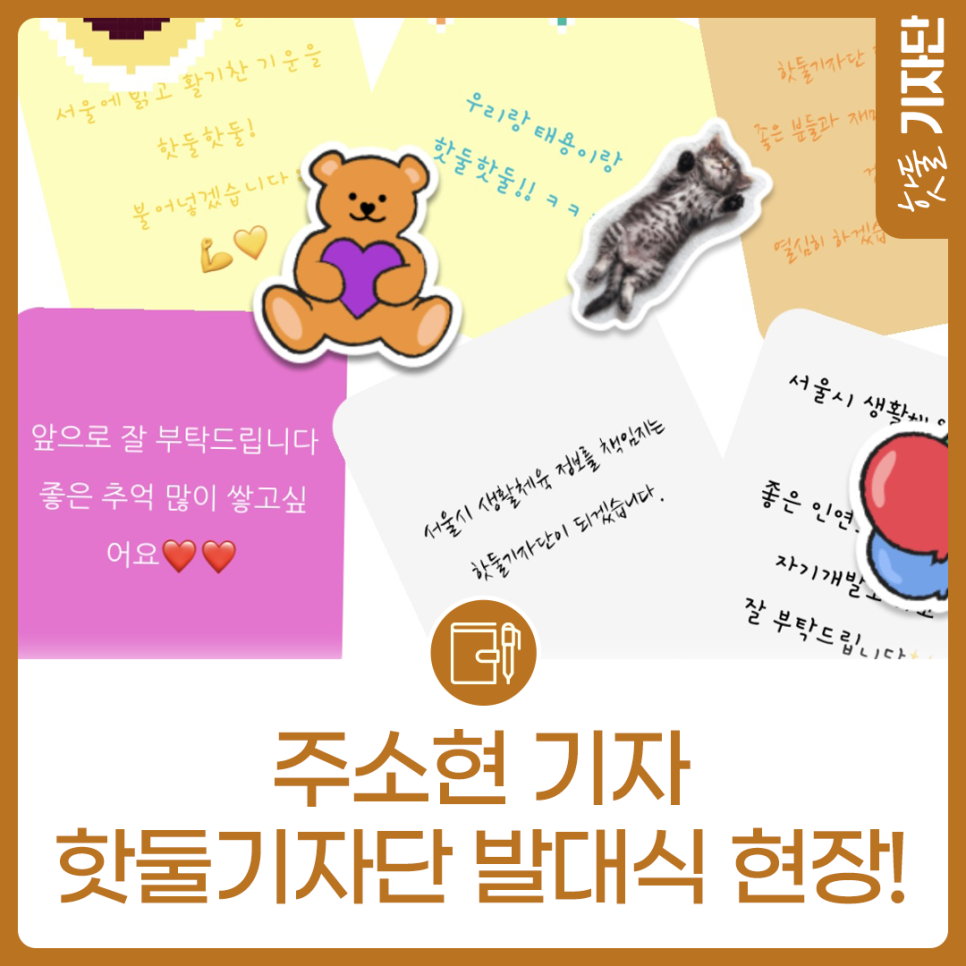 핫둘 기자단
서울에 밝고 활기찬 기운을
핫둘핫둘!
불어넣겠습니다
우리랑 태용이랑
핫둘핫둘!! ㅋㅋ
핫둘기자단
좋은 분들과
열심히 하겠습
앞으로 잘 부탁드립니다
좋은 추억 많이 쌓고싶
어요❤️❤️
서울시 생활체육 정보를 책임지는
핫둘기자단이 되겠습니다.
서울시 생활체
좋은 인연
자기개발
잘 부탁드립니다
주소현 기자
핫둘기자단 발대식 현장!